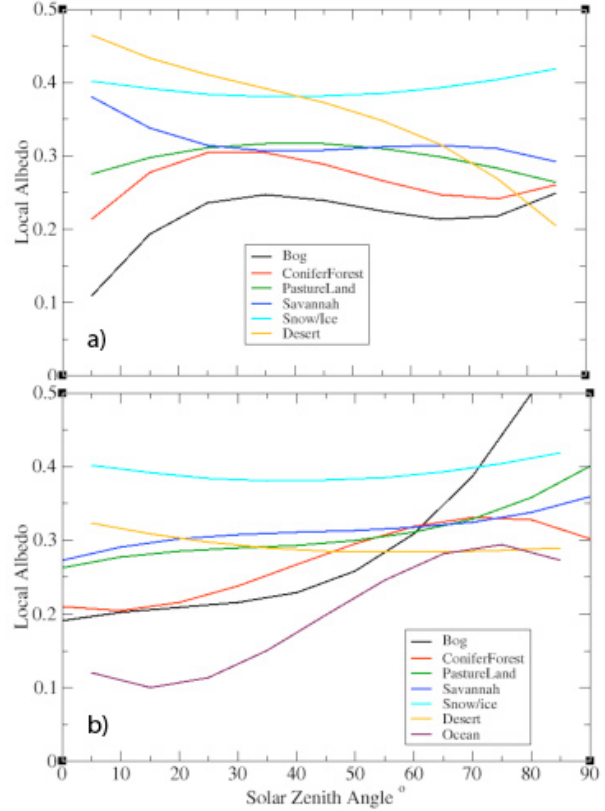 0.5
0.4
0.3
0.2
0.1
0
Local Albedo
Bog
ConiferForest
PastureLand
Savannah
Snow/Ice
Desert
a)
0.5
0.4
0.3
0.2
0.1
0
Local Albedo
Bog
ConiferForest
PastureLand
Savannah
Snow/ice
Desert
Ocean
b)
0 10 20 30 40 50 60 70 80 90
Solar Zenith Angle °